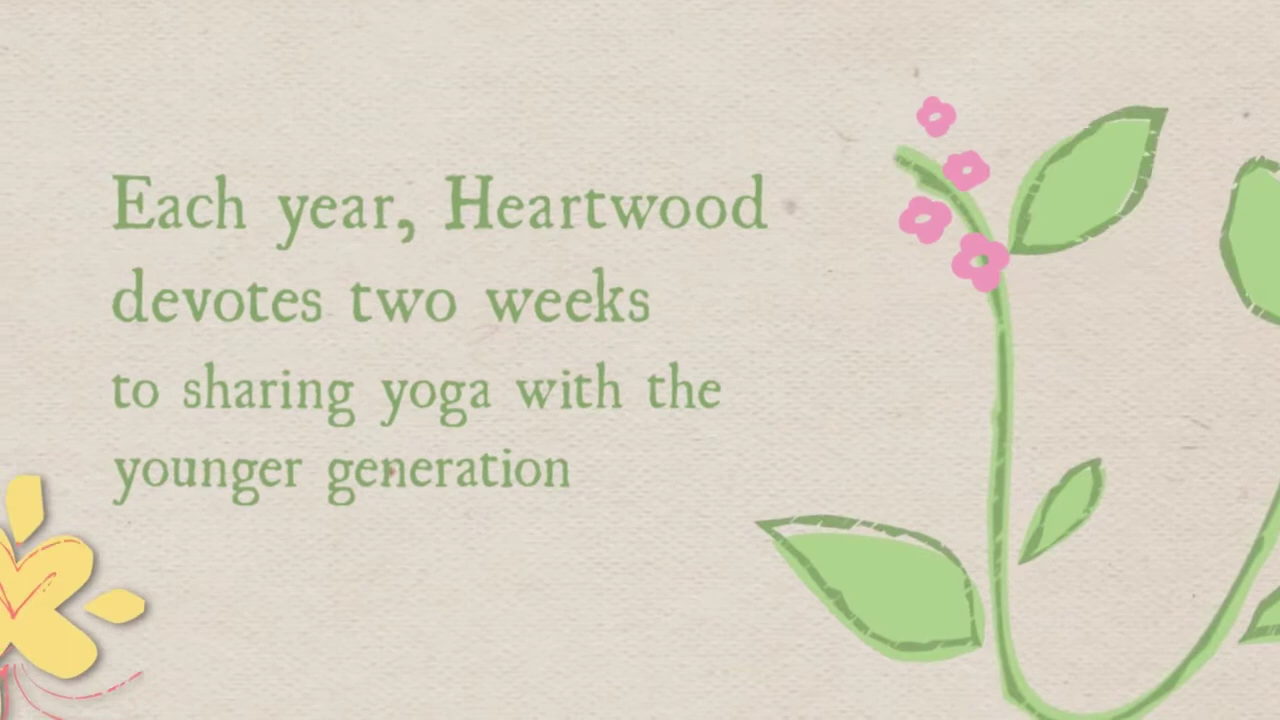 Each year, Heartwood
devotes two weeks
to sharing yoga with the
younger generation